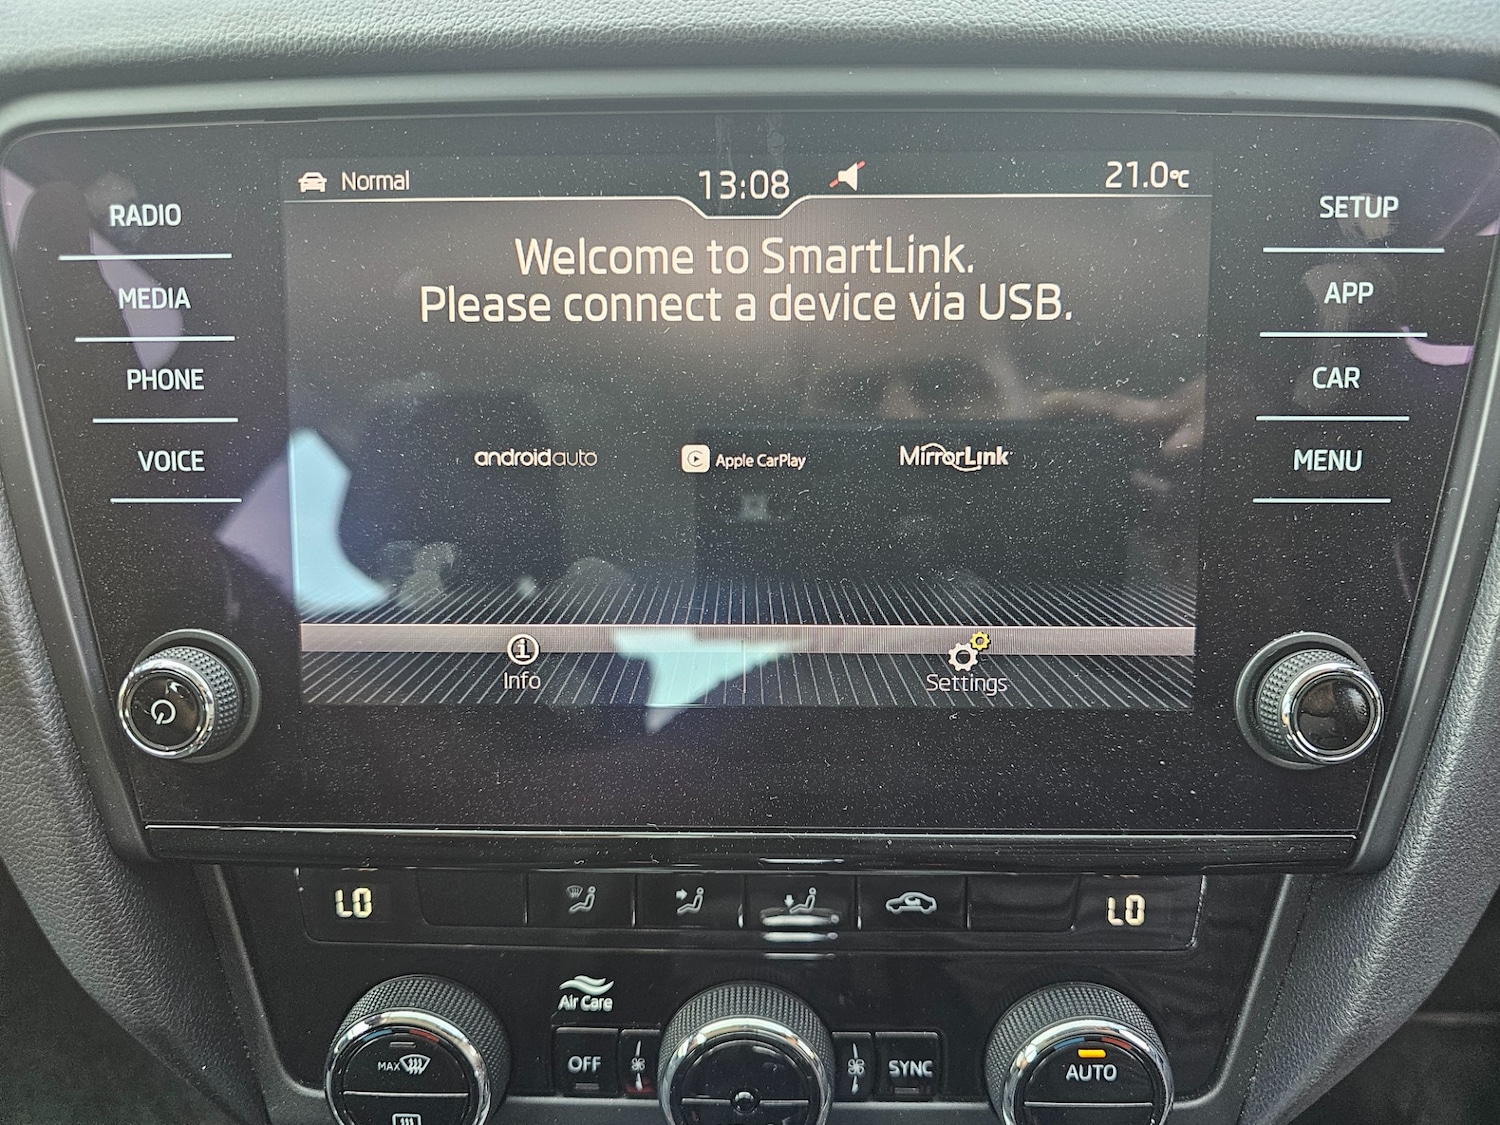 Normal
13:08
21.0°C
RADIO
MEDIA
PHONE
VOICE
Welcome to SmartLink.
Please connect a device via USB.
androidauto
Apple CarPlay
MirrorLink
Info
Settings
SETUP
APP
CAR
MENU
LO
LO
Air Care
MAX
OFF
SYNC
AUTO